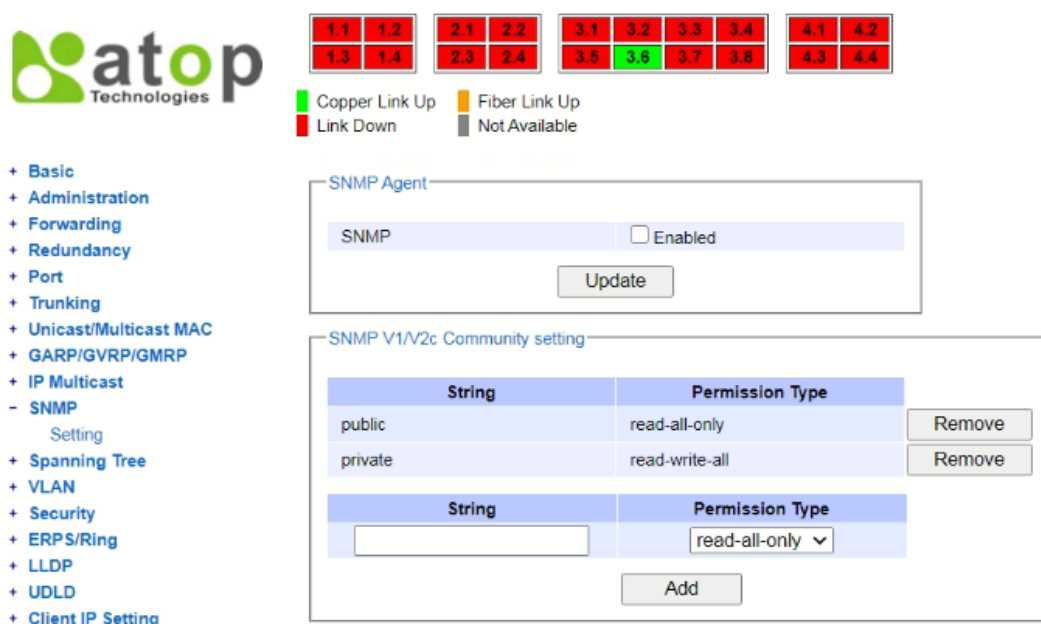 atop
Technologies
1.1 1.2 2.1 2.2 3.1 3.2 3.3 3.4 4.1 4.2
1.3 1.4 2.3 2.4 3.5 3.6 3.7 3.8 4.3 4.4
Copper Link Up Fiber Link Up
Link Down Not Available
+ Basic
+ Administration
+ Forwarding
+ Redundancy
+ Port
+ Trunking
+ Unicast/Multicast MAC
+ GARP/GVRP/GMRP
+ IP Multicast
- SNMP
Setting
+ Spanning Tree
+ VLAN
+ Security
+ ERPS/Ring
+ LLDP
+ UDLD
+ Client IP Setting
SNMP Agent
SNMP Enabled
Update
SNMP V1/V2c Community setting
String Permission Type
public read-all-only Remove
private read-write-all Remove
String Permission Type
read-all-only
Add